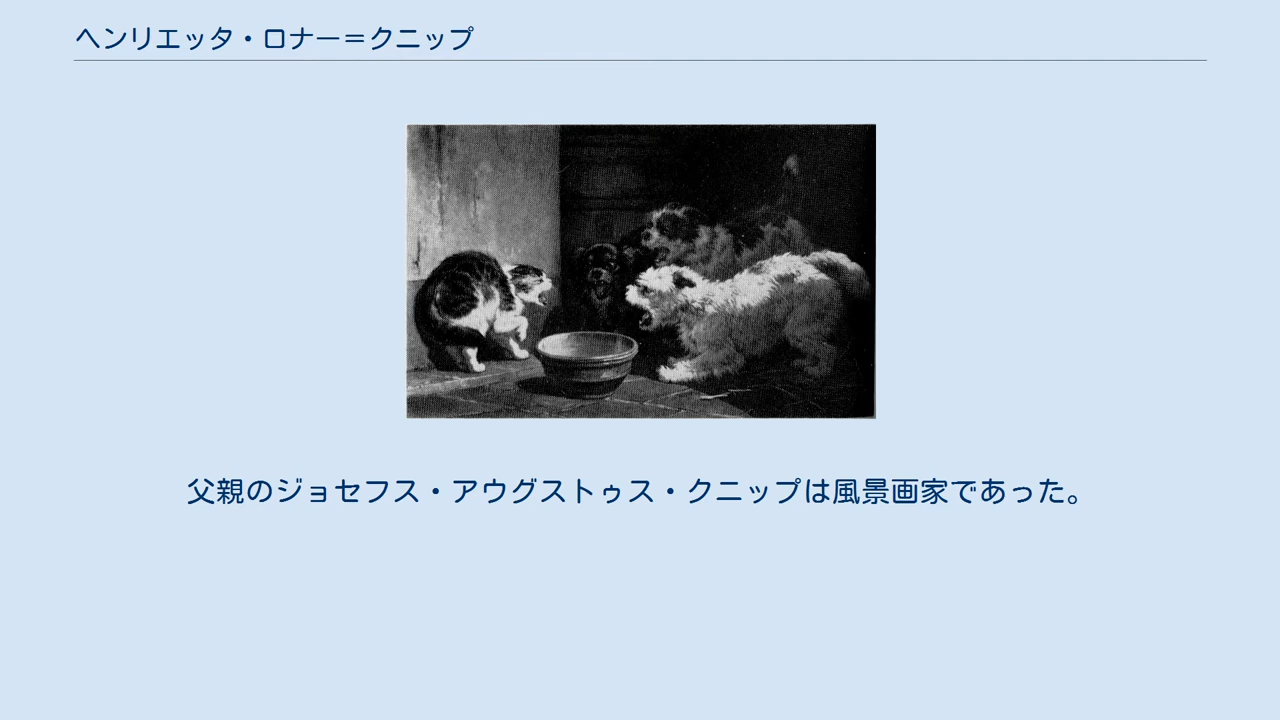 ヘンリエッタ・ロナー＝クニップ
父親のジョセフス・アウグストゥス・クニップは風景画家であった。